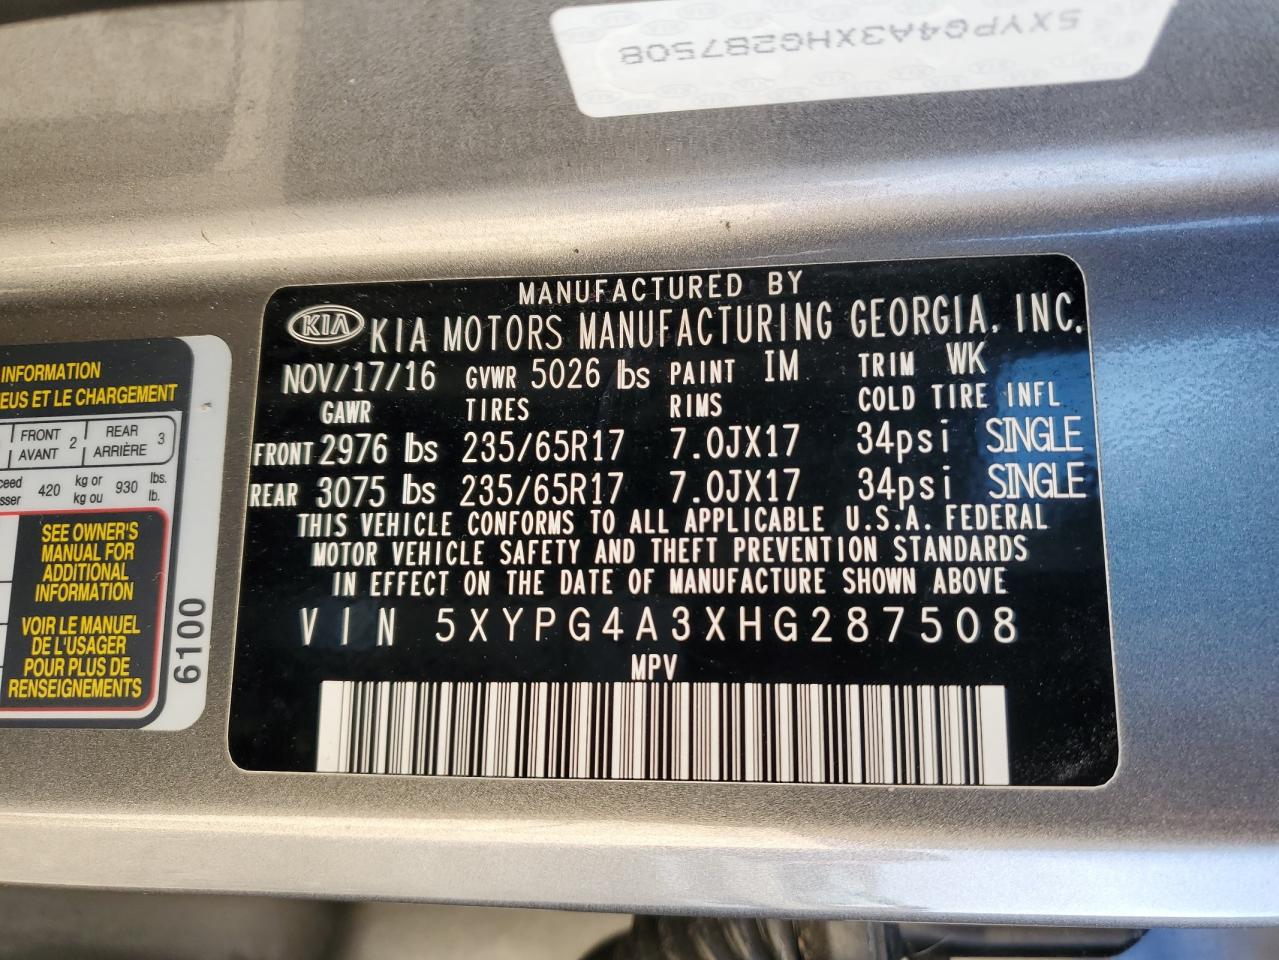 5XYPG4A3XHG287508
MANUFACTURED BY
KIA KIA MOTORS MANUFACTURING GEORGIA, INC.
NOV/17/16 GVWR 5026 lbs PAINT IM TRIM WK
GAWR TIRES RIMS COLD TIRE INFL
FRONT 2976 lbs 235/65R17 7.0JX17 34psi SINGLE
REAR 3075 lbs 235/65R17 7.0JX17 34psi SINGLE
THIS VEHICLE CONFORMS TO ALL APPLICABLE U.S.A. FEDERAL
MOTOR VEHICLE SAFETY AND THEFT PREVENTION STANDARDS
IN EFFECT ON THE DATE OF MANUFACTURE SHOWN ABOVE
VIN 5XYPG4A3XHG287508
MPV
INFORMATION
ET LE CHARGEMENT
FRONT 2 REAR 3
AVANT ARRIÈRE
420 kg or 930 lbs.
kg ou lb.
SEE OWNER'S
MANUAL FOR
ADDITIONAL
INFORMATION
VOIR LE MANUEL
DE L'USAGER
POUR PLUS DE
RENSEIGNEMENTS
6100